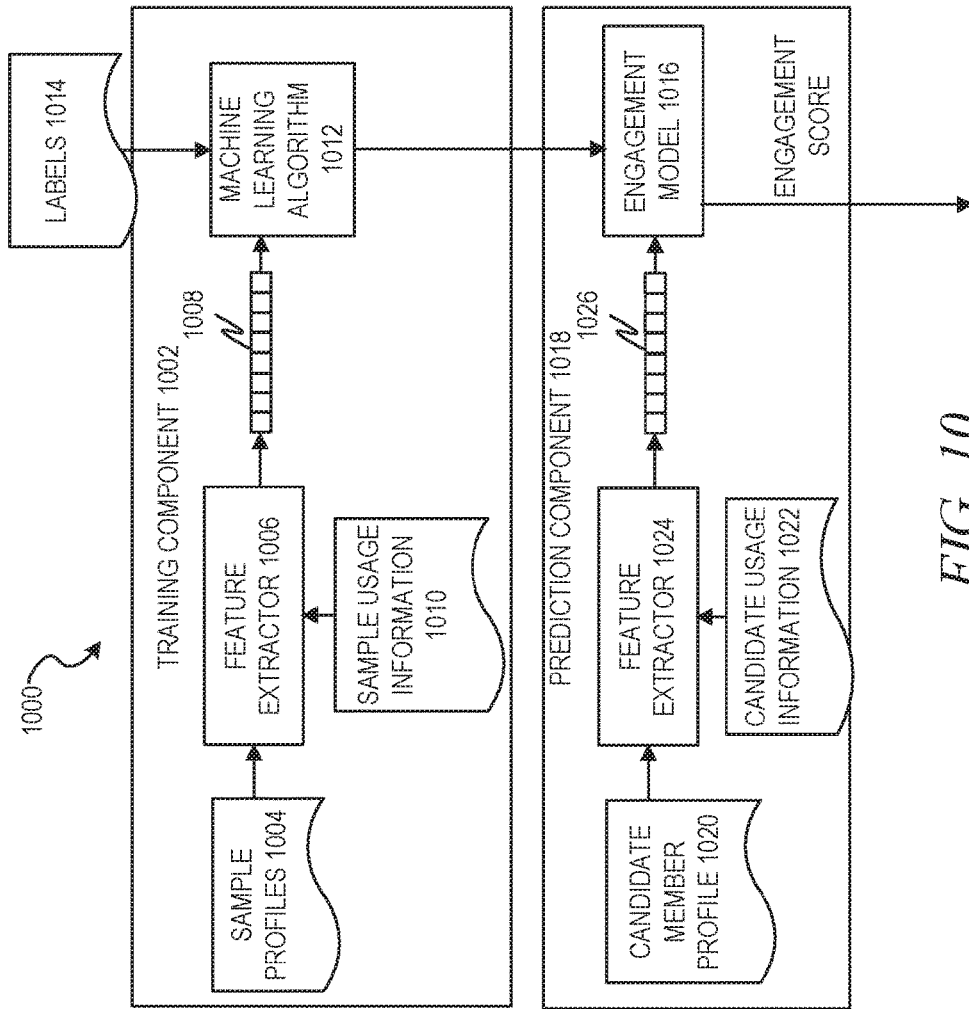 1000
LABELS 1014
TRAINING COMPONENT 1002
SAMPLE
PROFILES 1004
FEATURE
EXTRACTOR 1006
SAMPLE USAGE
INFORMATION
1010
1008
MACHINE
LEARNING
ALGORITHM
1012
PREDICTION COMPONENT 1018
CANDIDATE
MEMBER
PROFILE 1020
FEATURE
EXTRACTOR 1024
CANDIDATE USAGE
INFORMATION 1022
1026
ENGAGEMENT
MODEL 1016
ENGAGEMENT
SCORE
FIG. 10